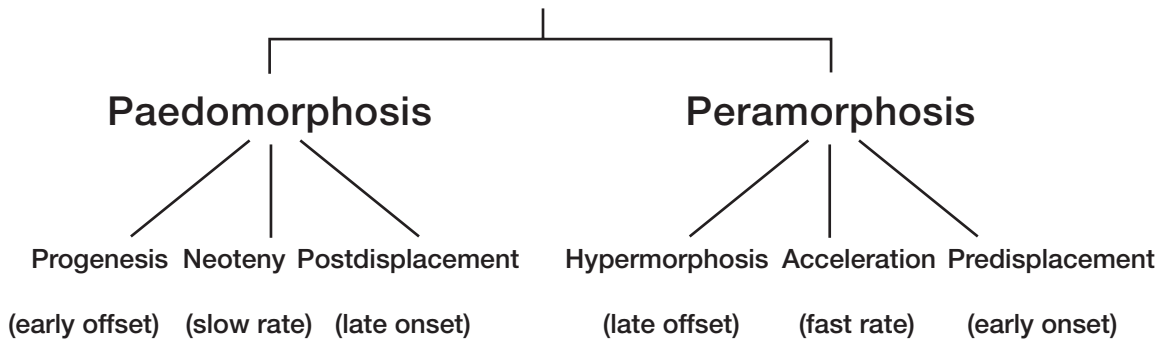 Paedomorphosis Peramorphosis
Progenesis Neoteny Postdisplacement Hypermorphosis Acceleration Predisplacement
(early offset) (slow rate) (late onset) (late offset) (fast rate) (early onset)